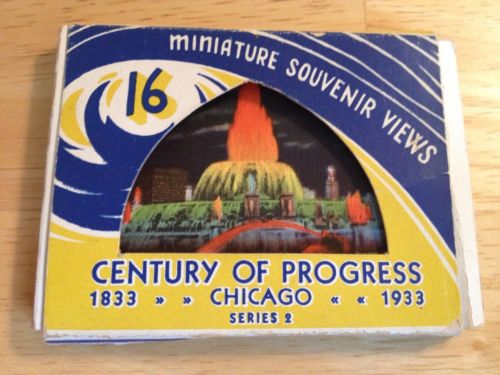 16
MINIATURE SOUVENIR VIEWS
CENTURY OF PROGRESS
1833 » » CHICAGO « « 1933
SERIES 2